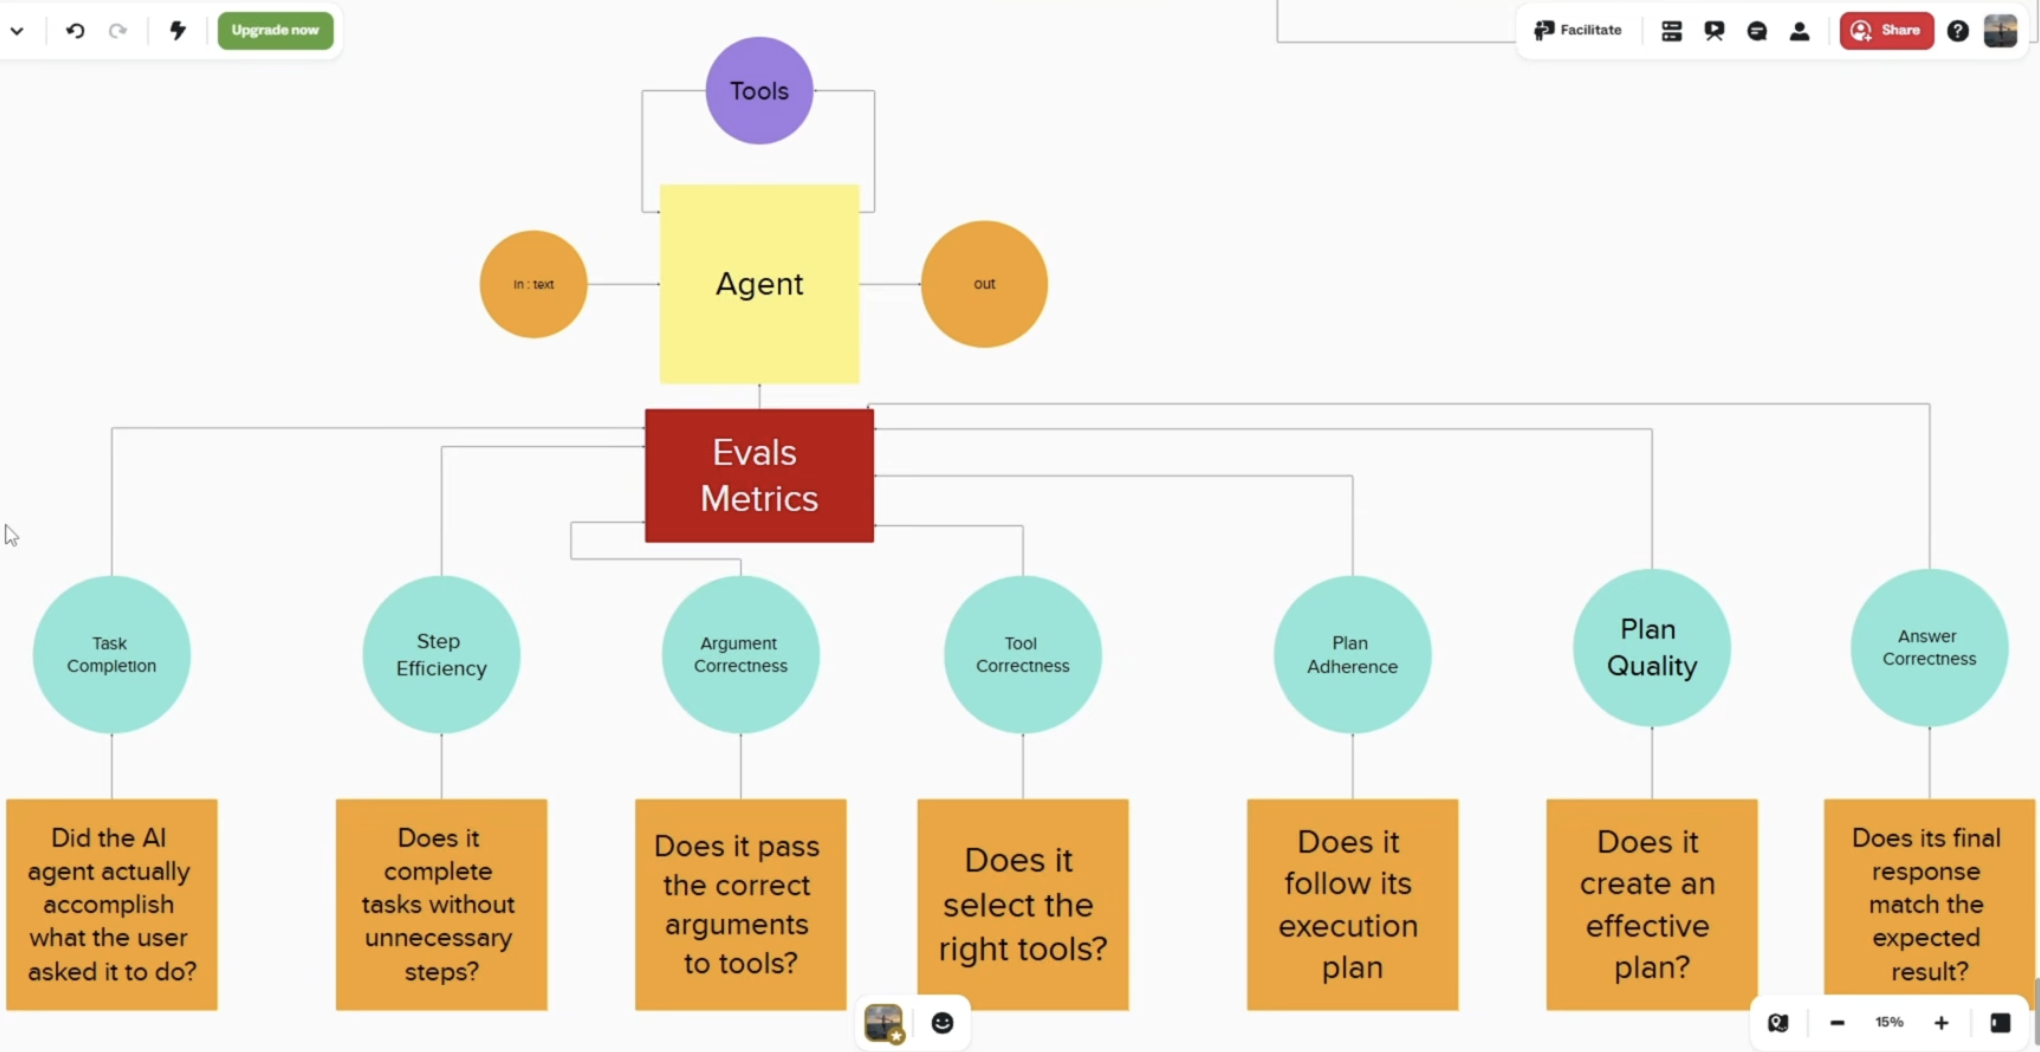 Upgrade now
Facilitate
Share
Tools
In : text
Agent
out
Evals
Metrics
Task
Completion
Step
Efficiency
Argument
Correctness
Tool
Correctness
Plan
Adherence
Plan
Quality
Answer
Correctness
Did the AI
agent actually
accomplish
what the user
asked it to do?
Does it
complete
tasks without
unnecessary
steps?
Does it pass
the correct
arguments
to tools?
Does it
select the
right tools?
Does it
follow its
execution
plan
Does it
create an
effective
plan?
Does its final
response
match the
expected
result?
15%